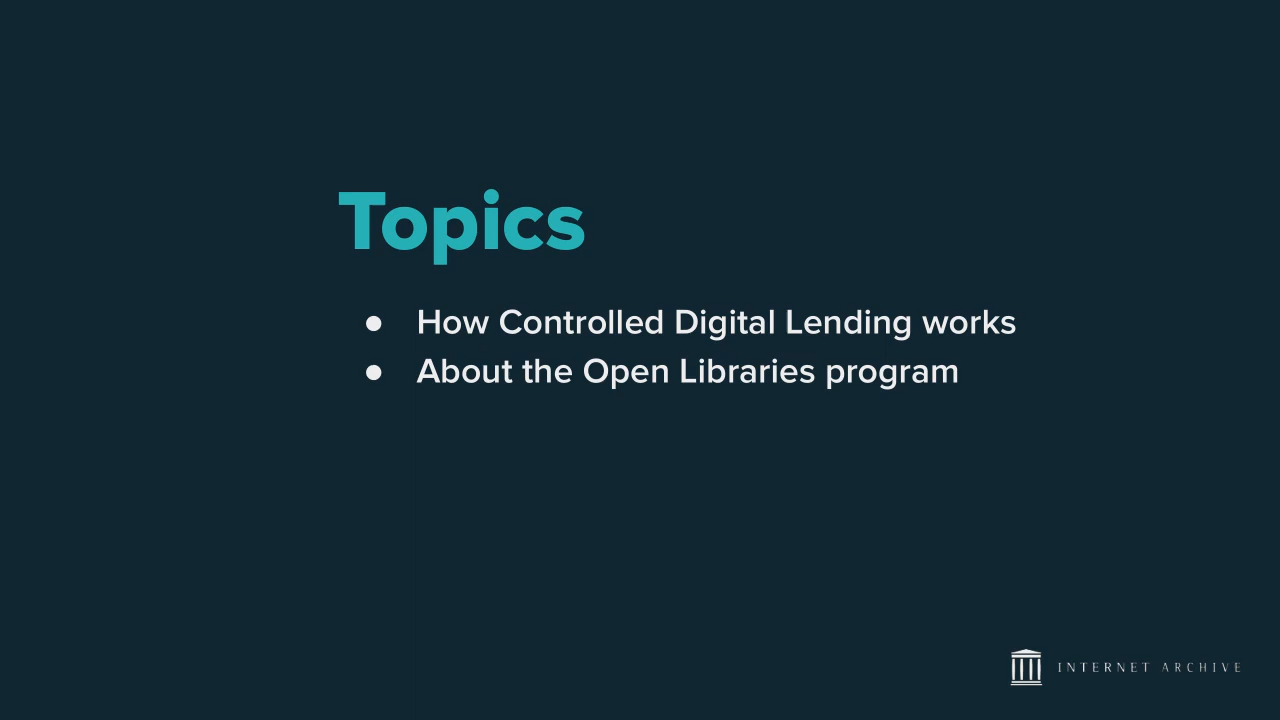 Topics
● How Controlled Digital Lending works
● About the Open Libraries program
INTERNET ARCHIVE